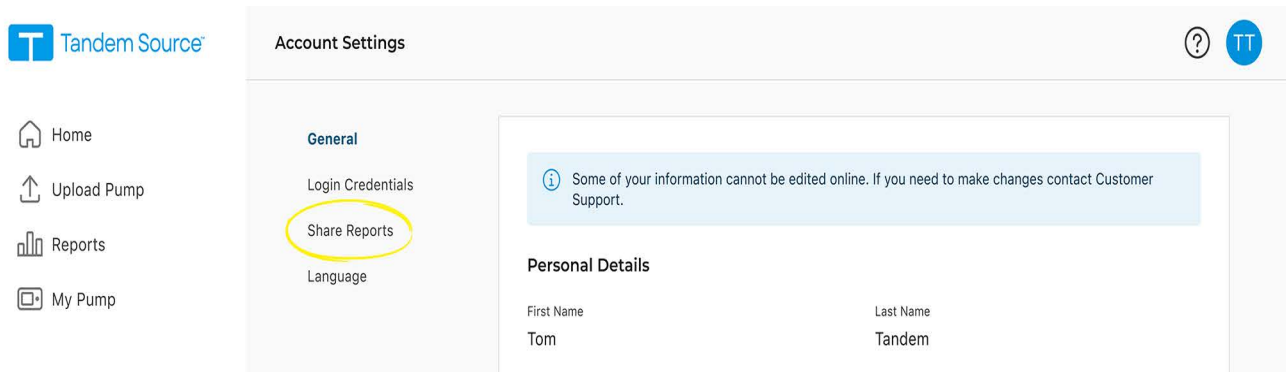 Tandem Source™
Account Settings
TT
Home
Upload Pump
Reports
My Pump
General
Login Credentials
Share Reports
Language
Some of your information cannot be edited online. If you need to make changes contact Customer
Support.
Personal Details
First Name
Last Name
Tom
Tandem